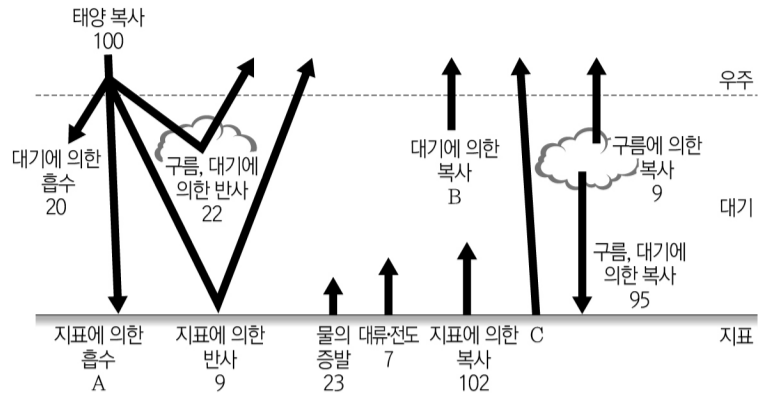 태양 복사
100
우주
대기에 의한
흡수
20
구름, 대기에
의한 반사
22
대기에 의한
복사
B
구름에 의한
복사
9
대기
구름, 대기에
의한 복사
95
지표에 의한
흡수
A
지표에 의한
반사
9
물의
증발
23
대류·전도
7
지표에 의한
복사
102
C
지표